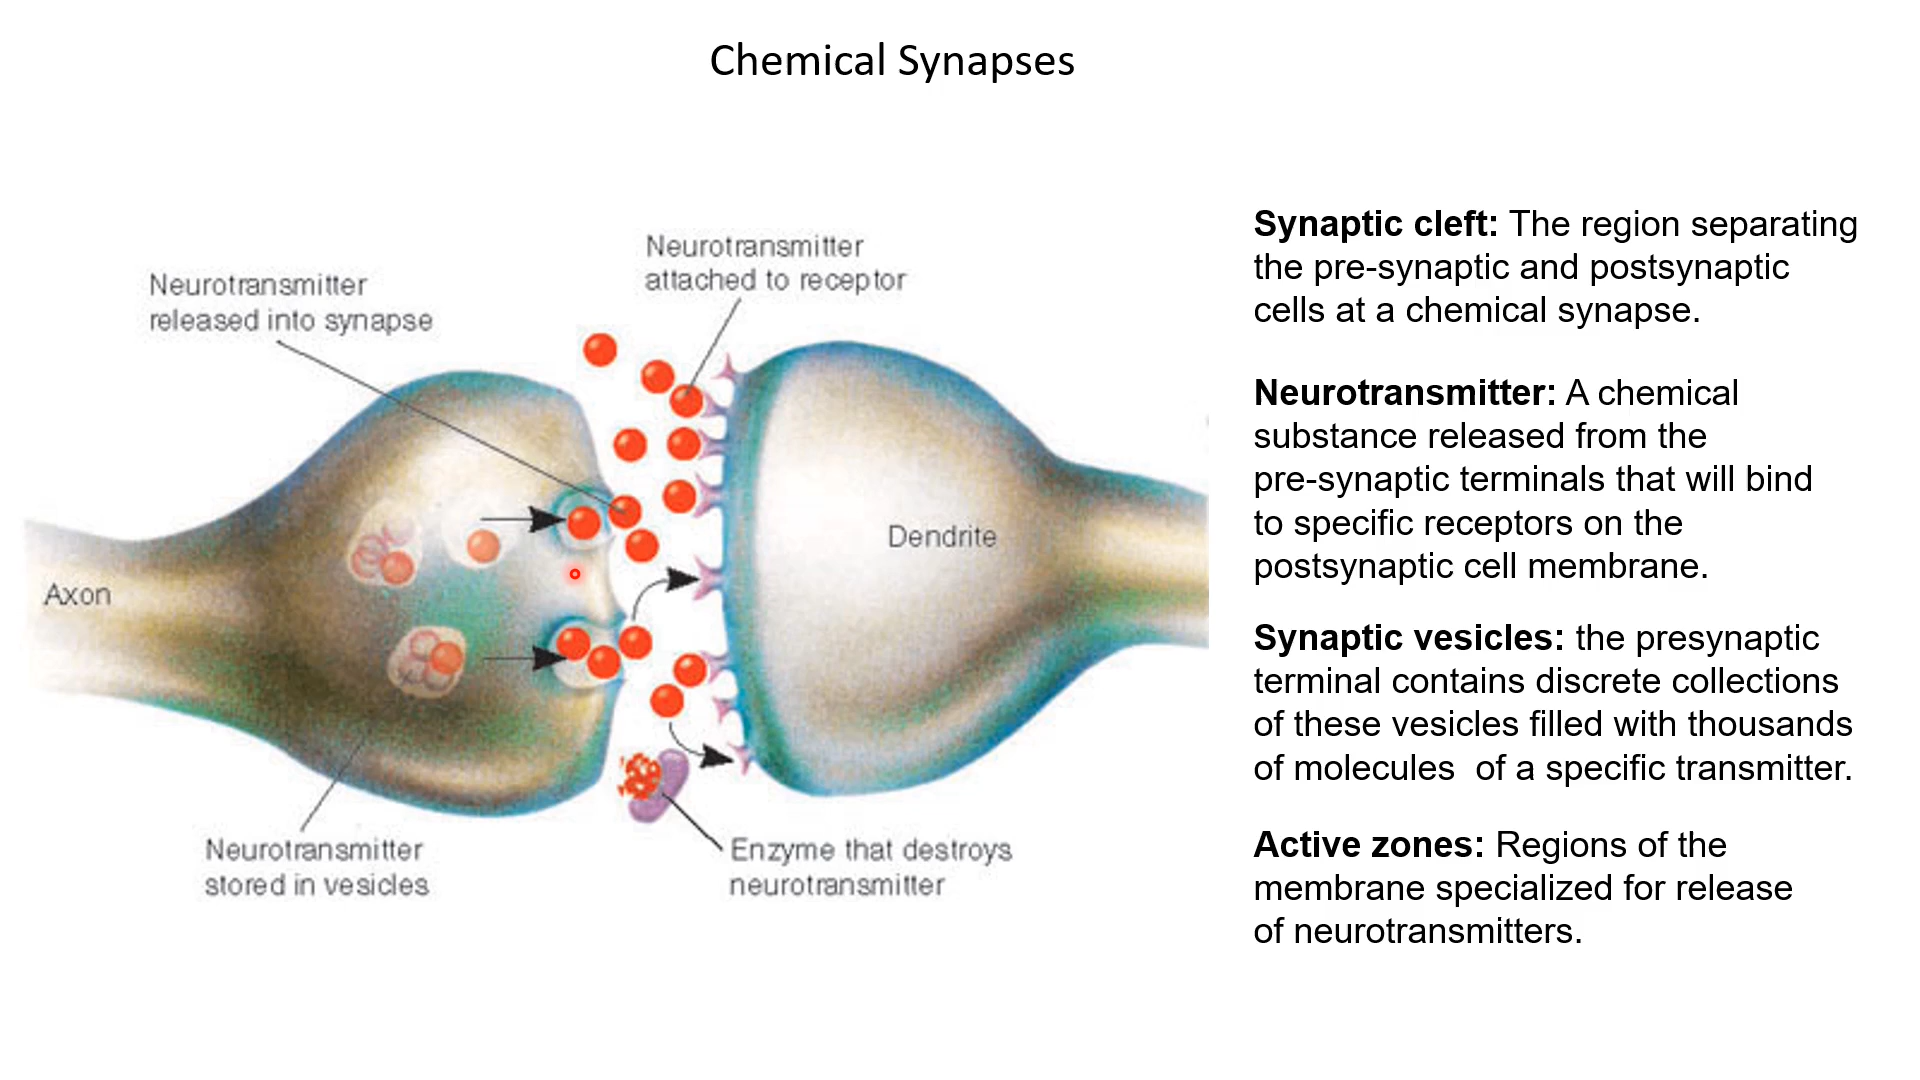 Chemical Synapses
Neurotransmitter
released into synapse
Neurotransmitter
attached to receptor
Axon
Dendrite
Neurotransmitter
stored in vesicles
Enzyme that destroys
neurotransmitter
Synaptic cleft: The region separating
the pre-synaptic and postsynaptic
cells at a chemical synapse.
Neurotransmitter: A chemical
substance released from the
pre-synaptic terminals that will bind
to specific receptors on the
postsynaptic cell membrane.
Synaptic vesicles: the presynaptic
terminal contains discrete collections
of these vesicles filled with thousands
of molecules  of a specific transmitter.
Active zones: Regions of the
membrane specialized for release
of neurotransmitters.